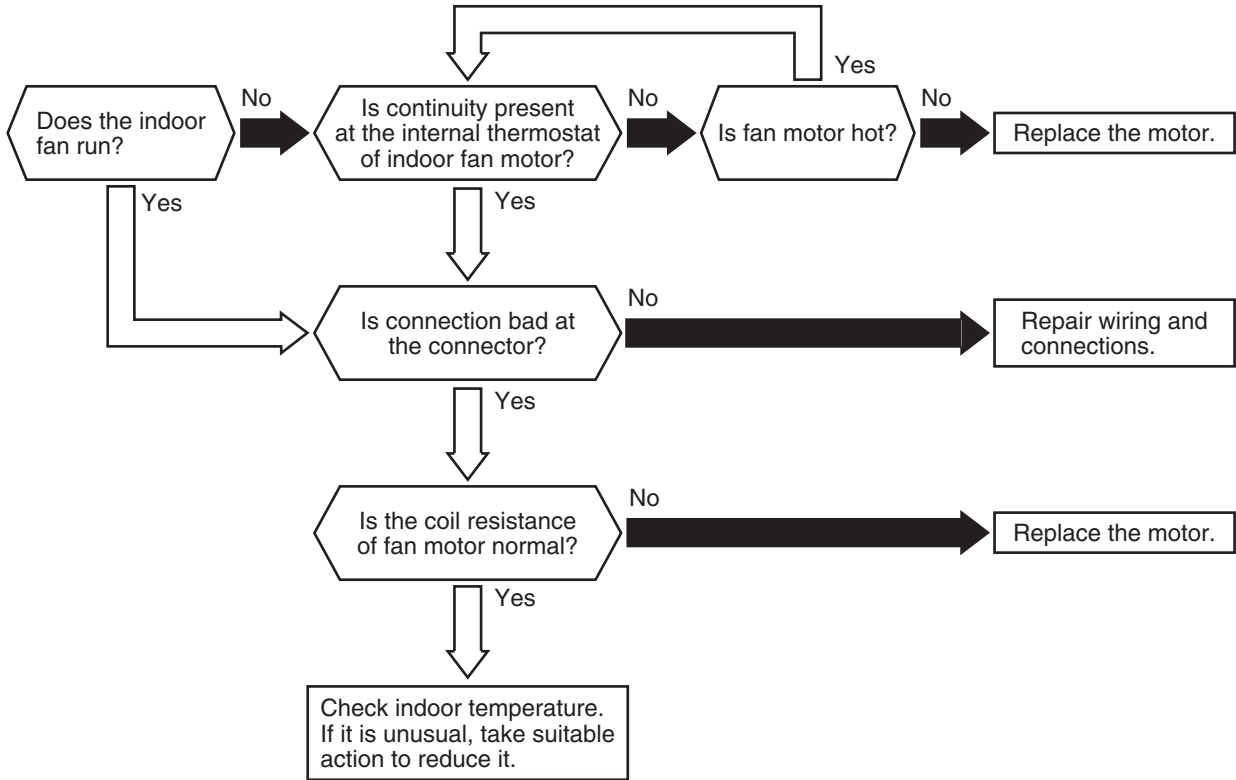 Yes
Does the indoor
fan run?
No
Is continuity present
at the internal thermostat
of indoor fan motor?
No
Is fan motor hot?
No
Replace the motor.
Yes
Yes
Is connection bad at
the connector?
No
Repair wiring and
connections.
Yes
Is the coil resistance
of fan motor normal?
No
Replace the motor.
Yes
Check indoor temperature.
If it is unusual, take suitable
action to reduce it.